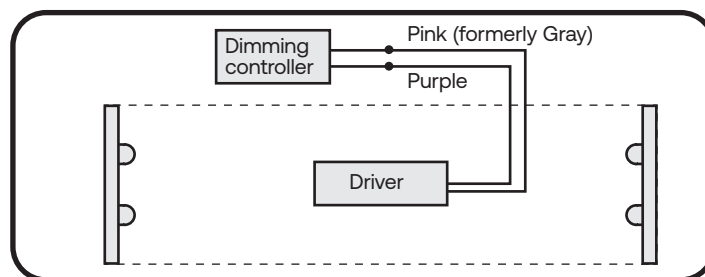 Dimming
controller
Pink (formerly Gray)
Purple
Driver